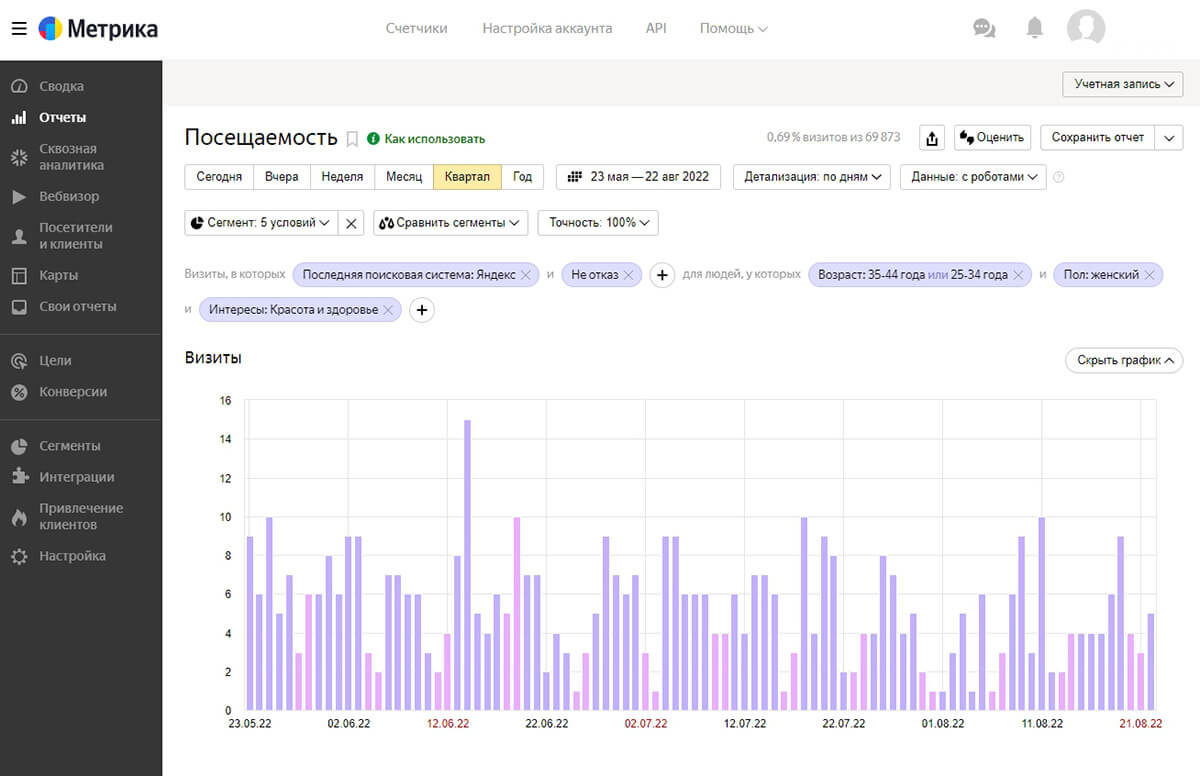 Метрика
Счетчики Настройка аккаунта API Помощь
Сводка
Отчеты
Сквозная
аналитика
Вебвизор
Посетители
и клиенты
Карты
Свои отчеты
Цели
Конверсии
Сегменты
Интеграции
Привлечение
клиентов
Настройка
Учетная запись
Посещаемость Как использовать 0,69 % визитов из 69 873 Оценить Сохранить отчет
Сегодня Вчера Неделя Месяц Квартал Год 23 мая — 22 авг 2022 Детализация: по дням Данные: с роботами ?
Сегмент: 5 условий Сравнить сегменты Точность: 100%
Визиты, в которых Последняя поисковая система: Яндекс и Не отказ + для людей, у которых Возраст: 35-44 года или 25-34 года и Пол: женский
и Интересы: Красота и здоровье +
Визиты Скрыть график
16
14
12
10
8
6
4
2
0
23.05.22 02.06.22 12.06.22 22.06.22 02.07.22 12.07.22 22.07.22 01.08.22 11.08.22 21.08.22